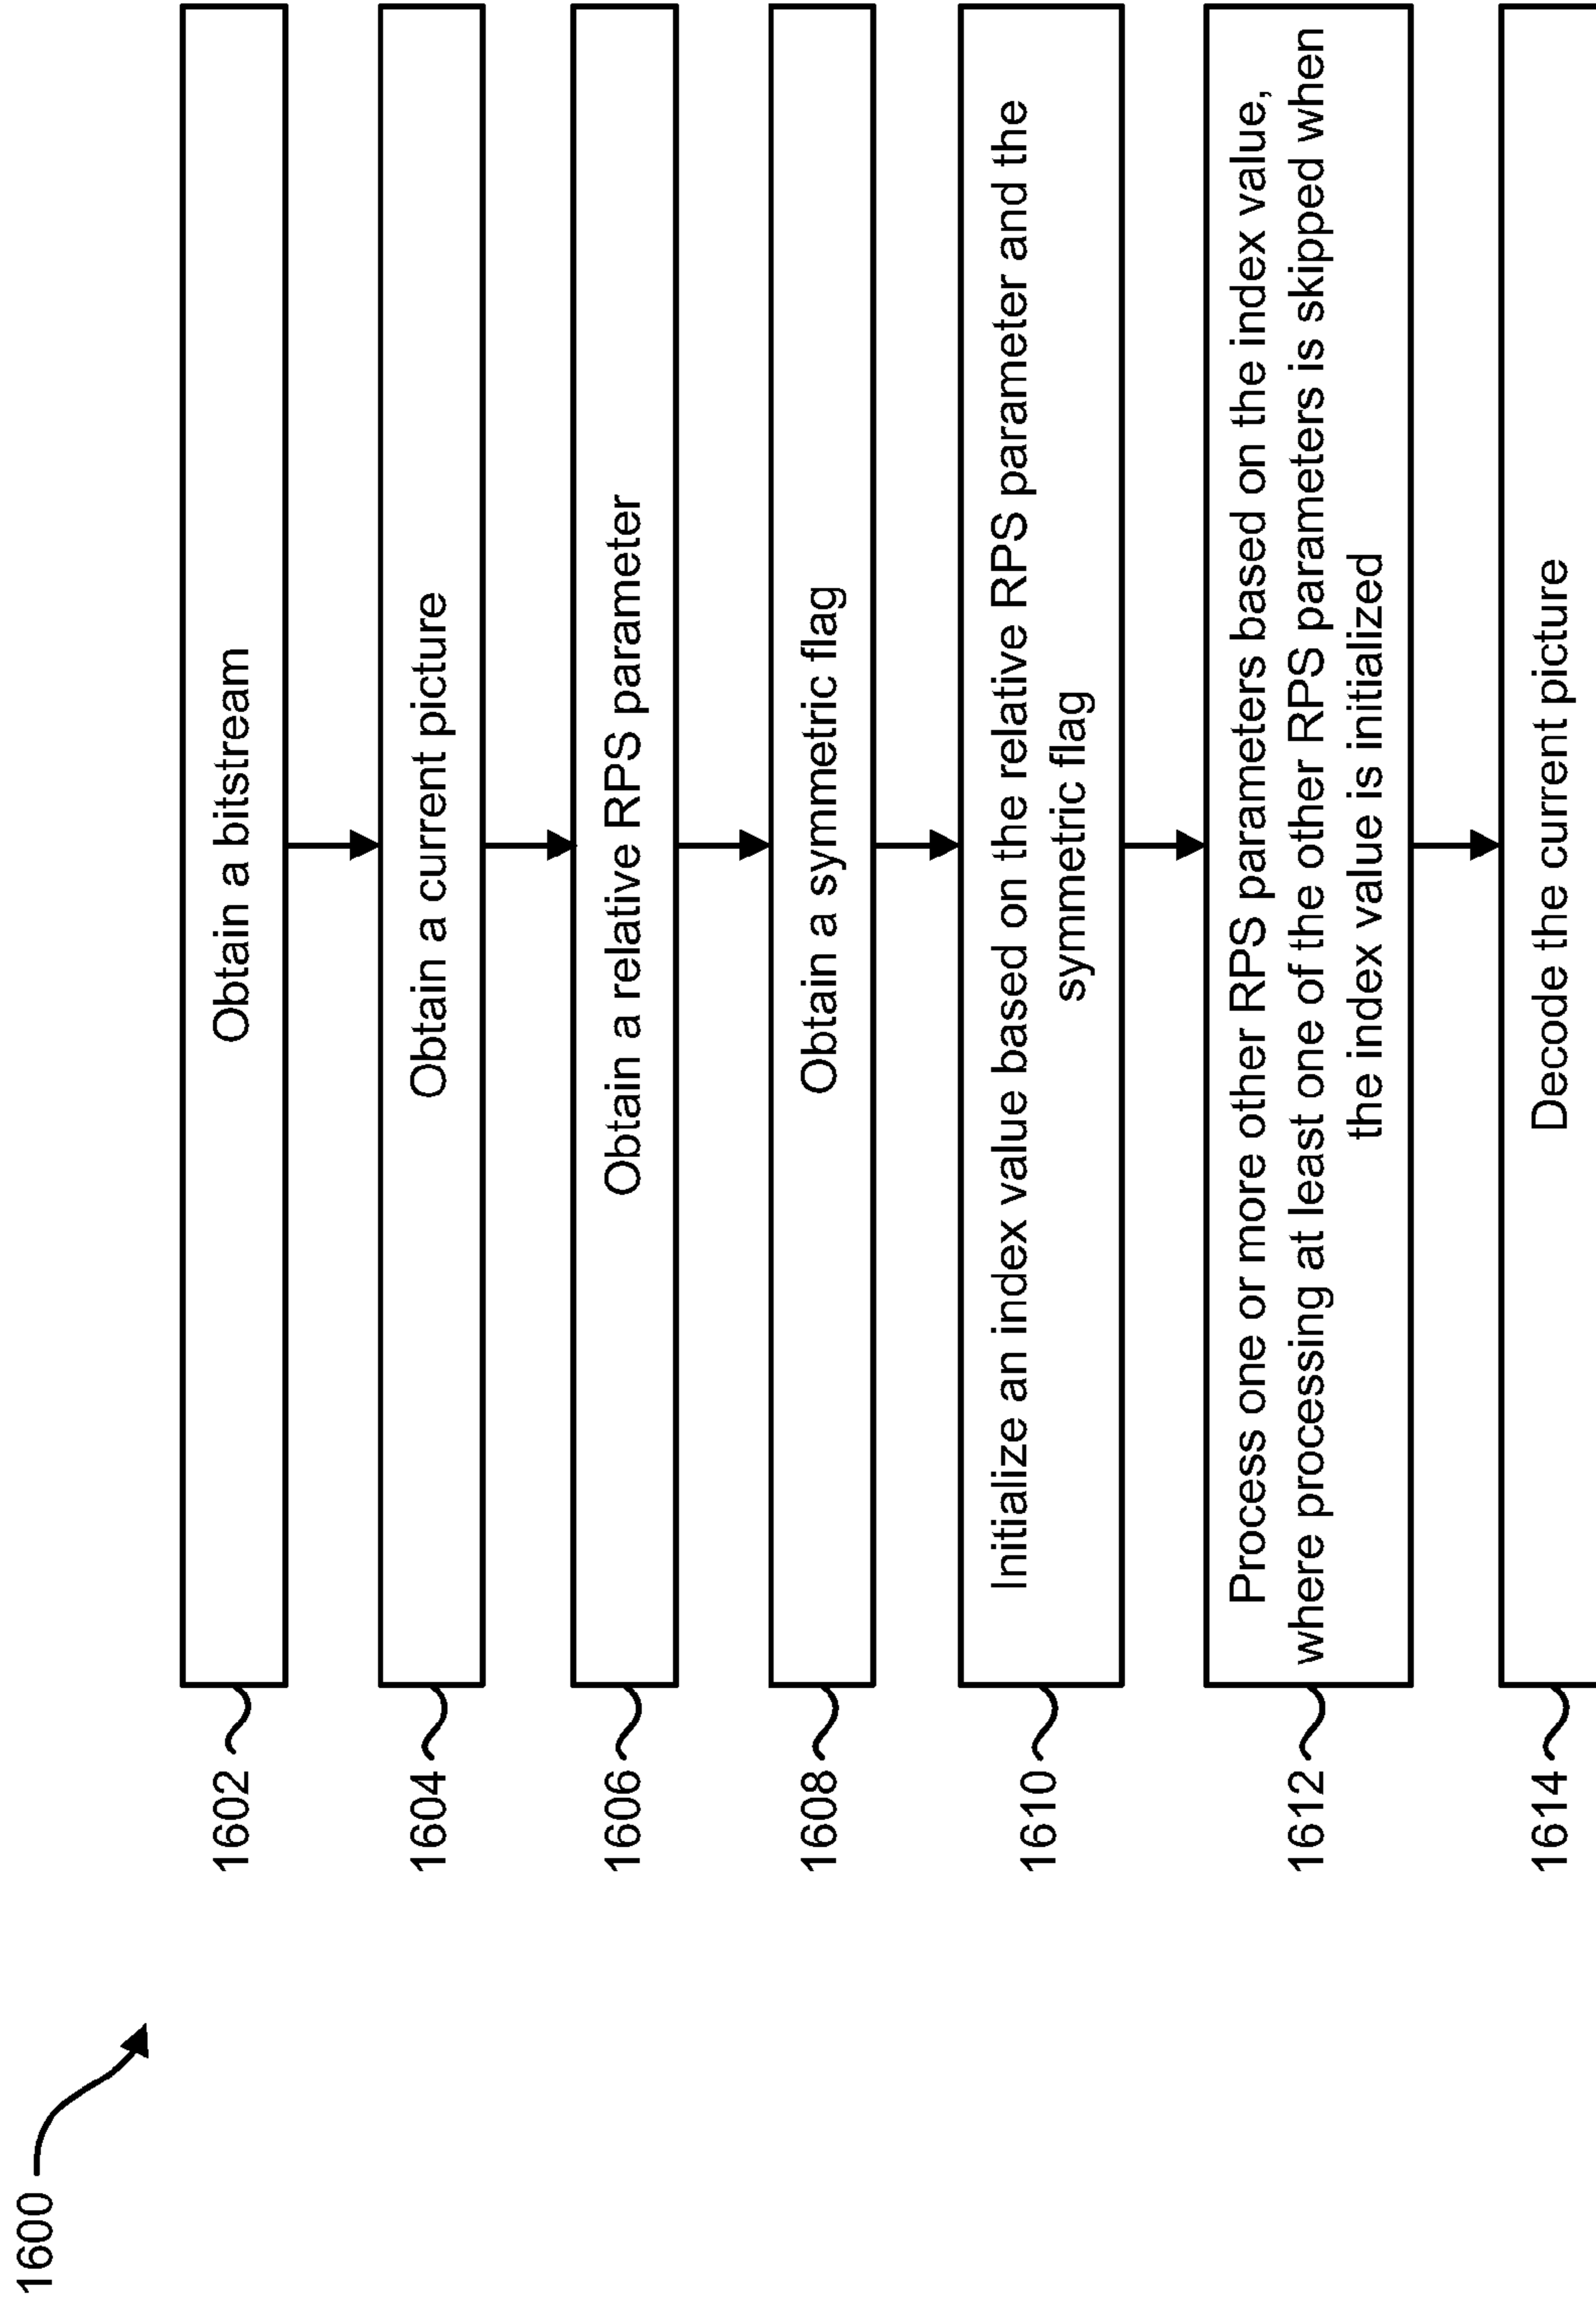 1600
1602
Obtain a bitstream
1604
Obtain a current picture
1606
Obtain a relative RPS parameter
1608
Obtain a symmetric flag
1610
Initialize an index value based on the relative RPS parameter and the
symmetric flag
1612
Process one or more other RPS parameters based on the index value,
where processing at least one of the other RPS parameters is skipped when
the index value is initialized
1614
Decode the current picture